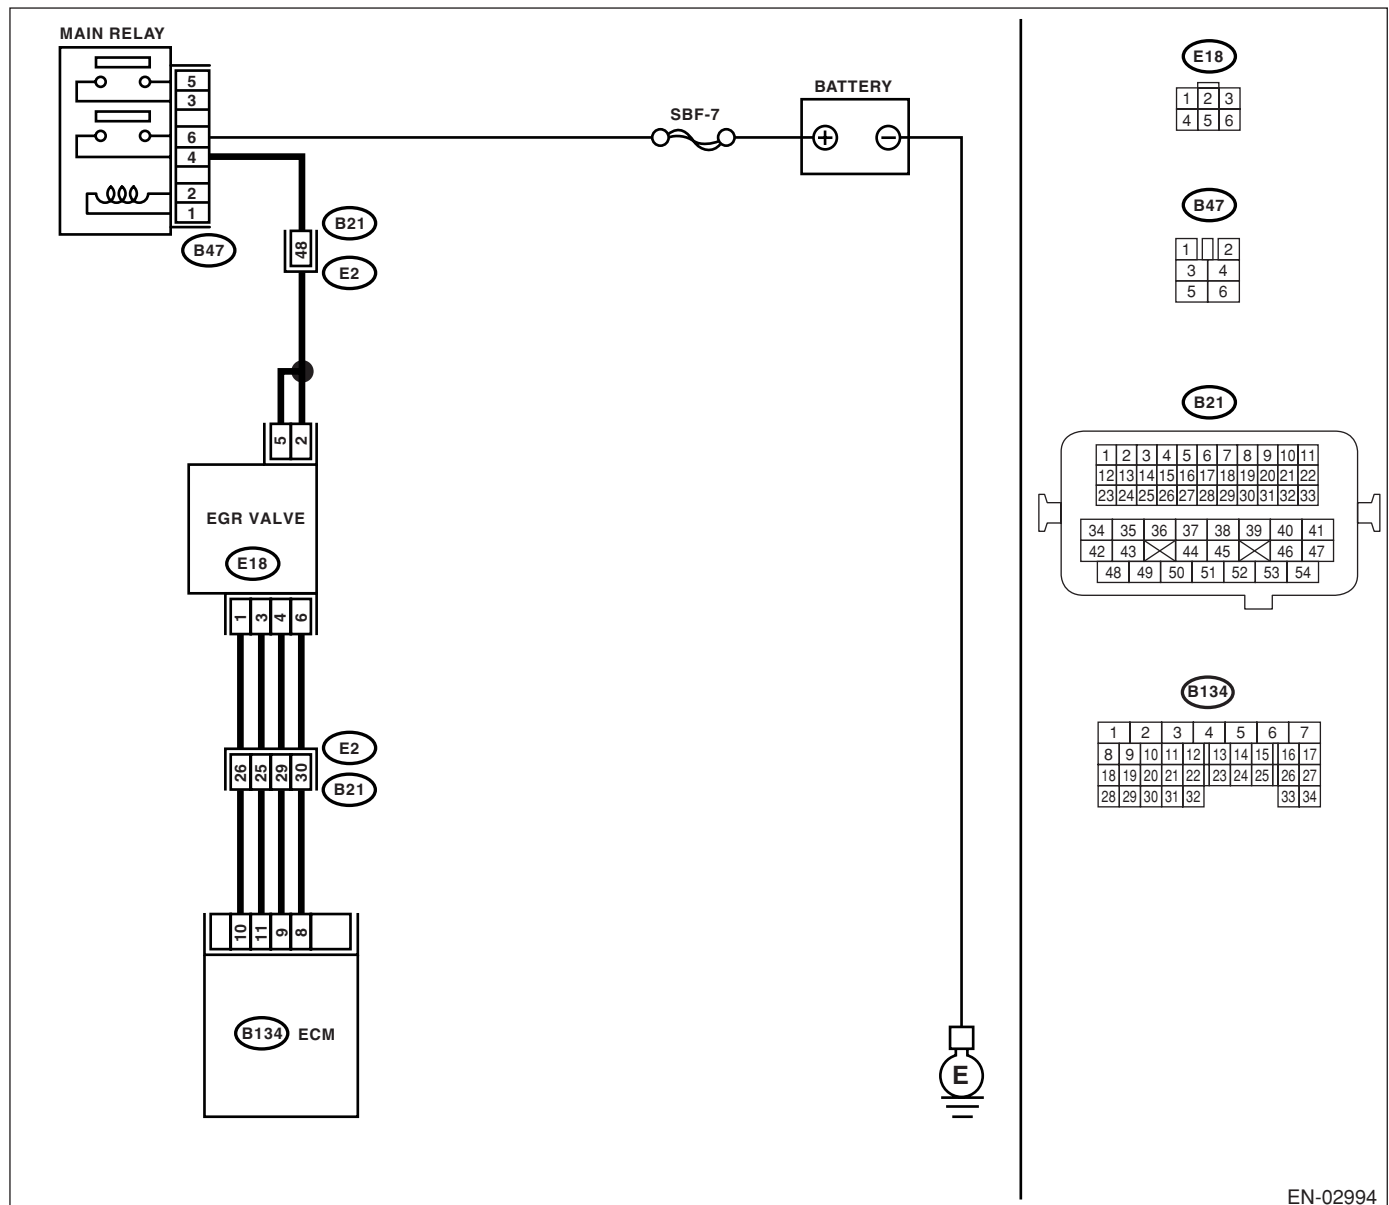 MAIN RELAY
5
3
6
4
2
1
B47
SBF-7
BATTERY
+ −
B21
48
E2
5 2
EGR VALVE
E18
1 3 4 6
E2
26 25 29 30
B21
10 11 9 8
B134 ECM
E
E18
1 2 3
4 5 6
B47
1 2
3 4
5 6
B21
1 2 3 4 5 6 7 8 9 10 11
12 13 14 15 16 17 18 19 20 21 22
23 24 25 26 27 28 29 30 31 32 33
34 35 36 37 38 39 40 41
42 43 44 45 46 47
48 49 50 51 52 53 54
B134
1 2 3 4 5 6 7
8 9 10 11 12 13 14 15 16 17
18 19 20 21 22 23 24 25 26 27
28 29 30 31 32 33 34
EN-02994